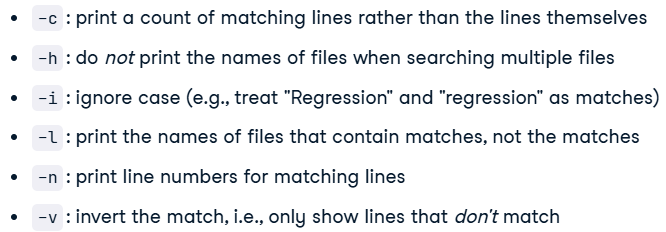 • -c : print a count of matching lines rather than the lines themselves
• -h : do not print the names of files when searching multiple files
• -i : ignore case (e.g., treat "Regression" and "regression" as matches)
• -l : print the names of files that contain matches, not the matches
• -n : print line numbers for matching lines
• -v : invert the match, i.e., only show lines that don't match